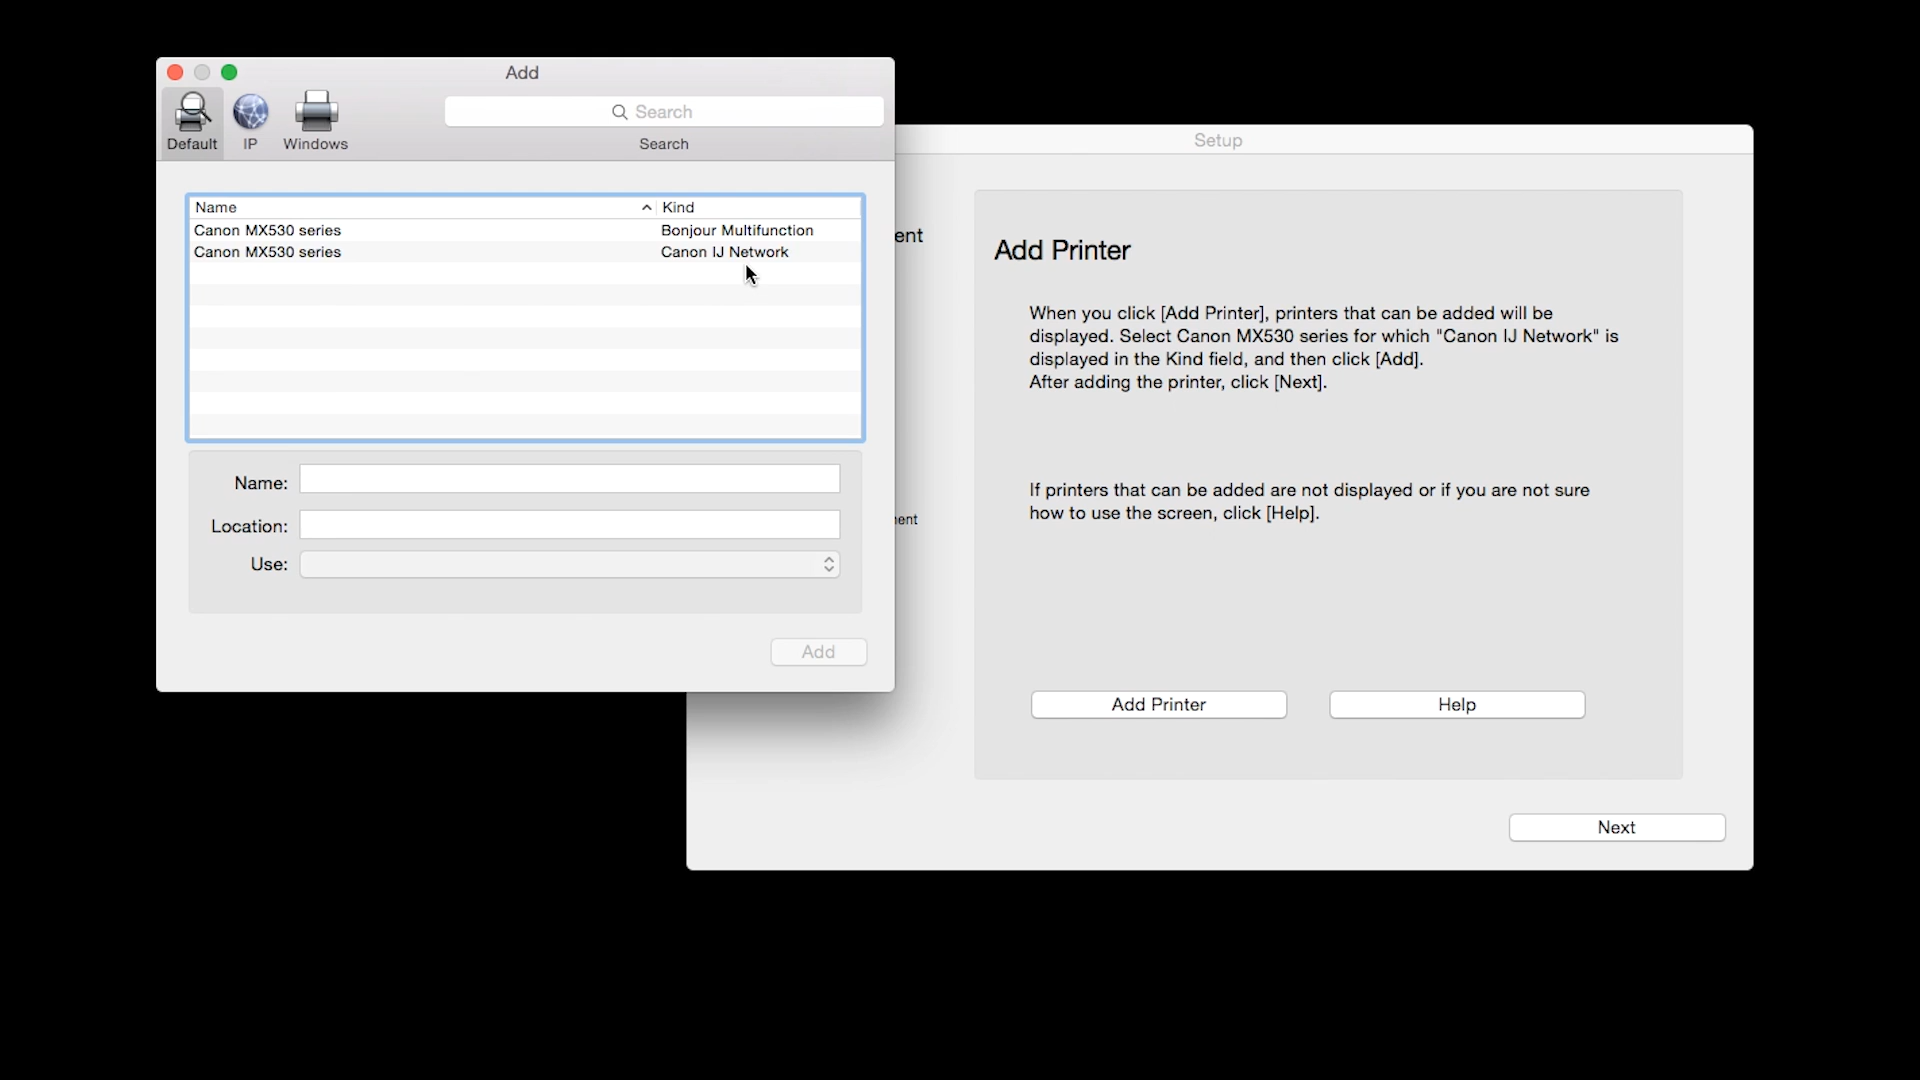 Add
Default
IP
Windows
Search
Search
Name
Kind
Canon MX530 series
Bonjour Multifunction
Canon MX530 series
Canon IJ Network
Name:
Location:
Use:
Add
Setup
ent
ent
Add Printer
When you click [Add Printer], printers that can be added will be
displayed. Select Canon MX530 series for which "Canon IJ Network" is
displayed in the Kind field, and then click [Add].
After adding the printer, click [Next].
If printers that can be added are not displayed or if you are not sure
how to use the screen, click [Help].
Add Printer
Help
Next